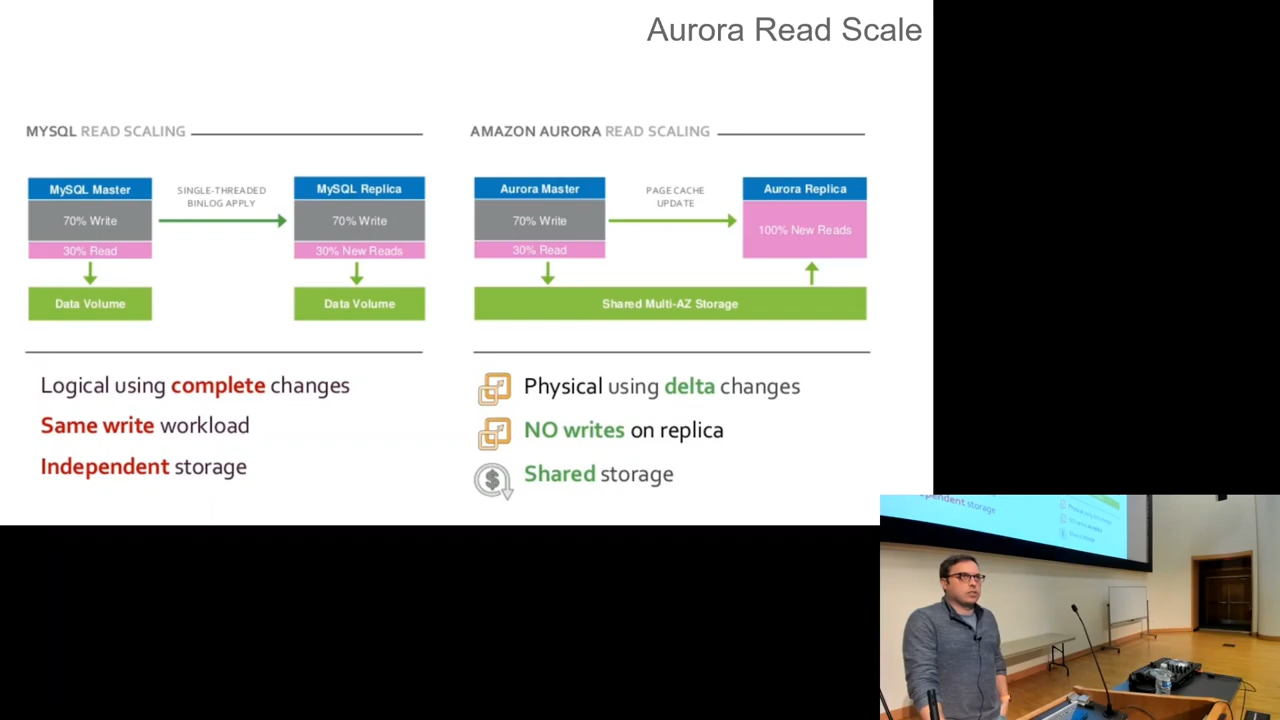 Aurora Read Scale
MYSQL READ SCALING
MySQL Master
70% Write
30% Read
Data Volume
SINGLE-THREADED
BINLOG APPLY
MySQL Replica
70% Write
30% New Reads
Data Volume
Logical using complete changes
Same write workload
Independent storage
AMAZON AURORA READ SCALING
Aurora Master
70% Write
30% Read
PAGE CACHE
UPDATE
Aurora Replica
100% New Reads
Shared Multi-AZ Storage
Physical using delta changes
NO writes on replica
$
Shared storage
storage